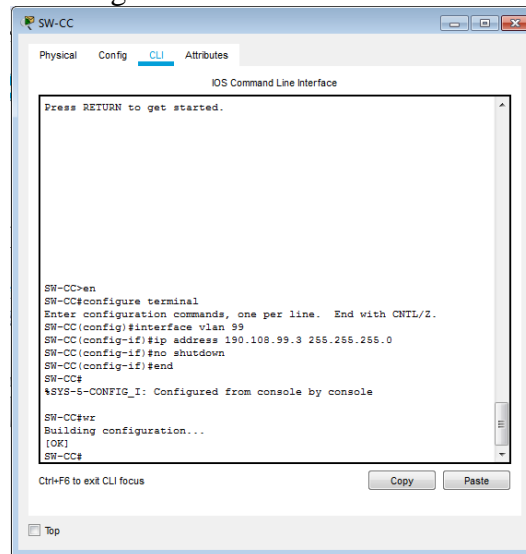 SW-CC
Physical Config CLI Attributes
IOS Command Line Interface
Press RETURN to get started.
SW-CC>en
SW-CC#configure terminal
Enter configuration commands, one per line.  End with CNTL/Z.
SW-CC(config)#interface vlan 99
SW-CC(config-if)#ip address 190.108.99.3 255.255.255.0
SW-CC(config-if)#no shutdown
SW-CC(config-if)#end
SW-CC#
%SYS-5-CONFIG_I: Configured from console by console
SW-CC#wr
Building configuration...
[OK]
SW-CC#
Ctrl+F6 to exit CLI focus
Copy Paste
Top